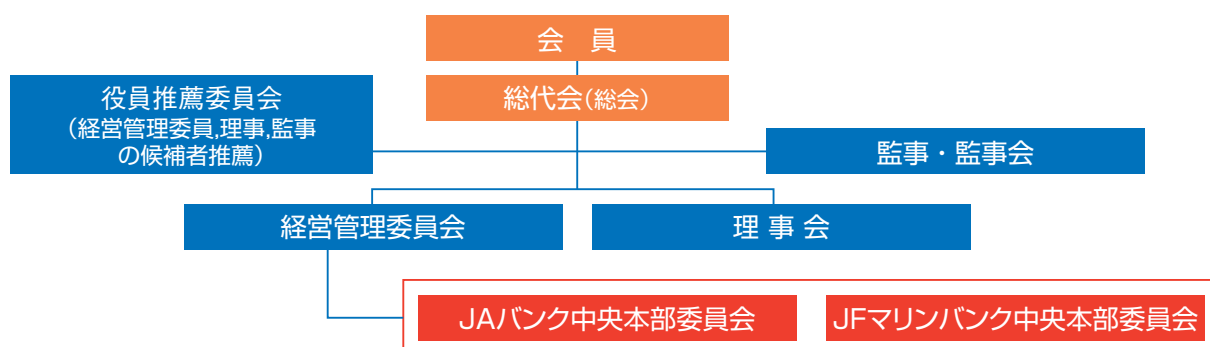 会 員
総代会(総会)
役員推薦委員会
(経営管理委員,理事,監事
の候補者推薦)
監事・監事会
経営管理委員会
理 事 会
JAバンク中央本部委員会
JFマリンバンク中央本部委員会